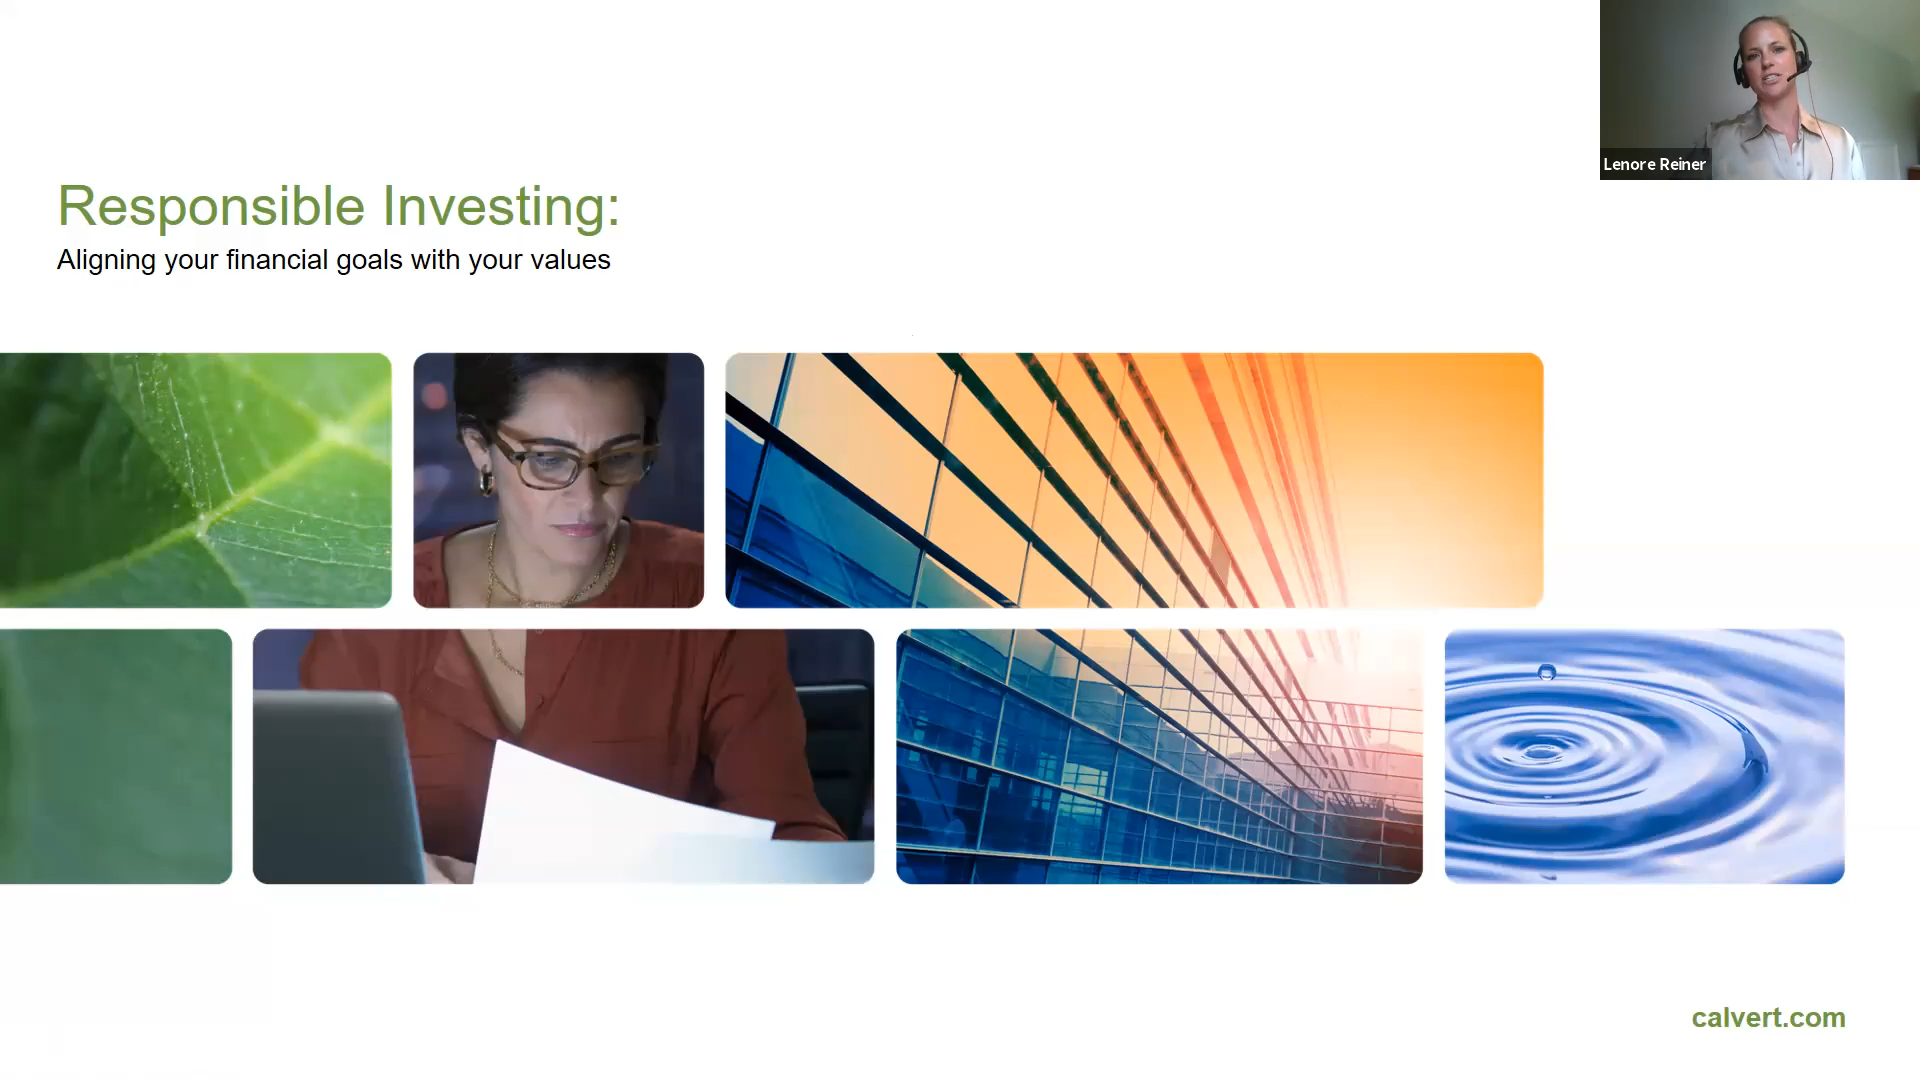 Lenore Reiner
Responsible Investing:
Aligning your financial goals with your values
calvert.com